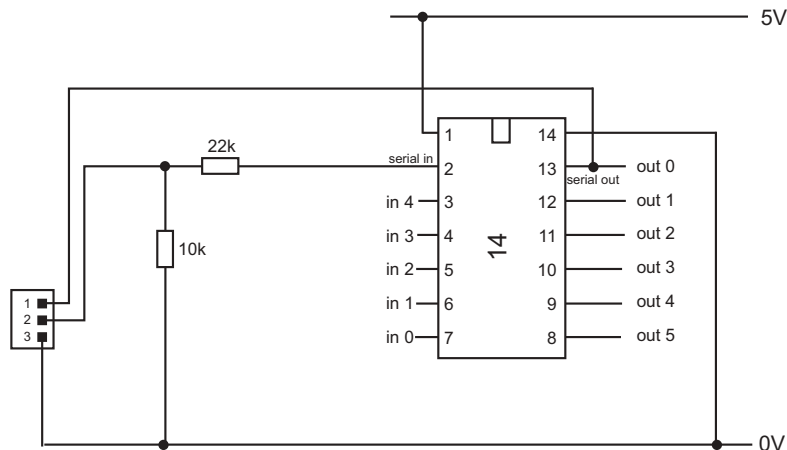 5V
22k
serial in
1 14
2 13 out 0
serial out
in 4 3 12 out 1
in 3 4 11 out 2
10k
14
in 2 5 10 out 3
in 1 6 9 out 4
in 0 7 8 out 5
1
2
3
0V